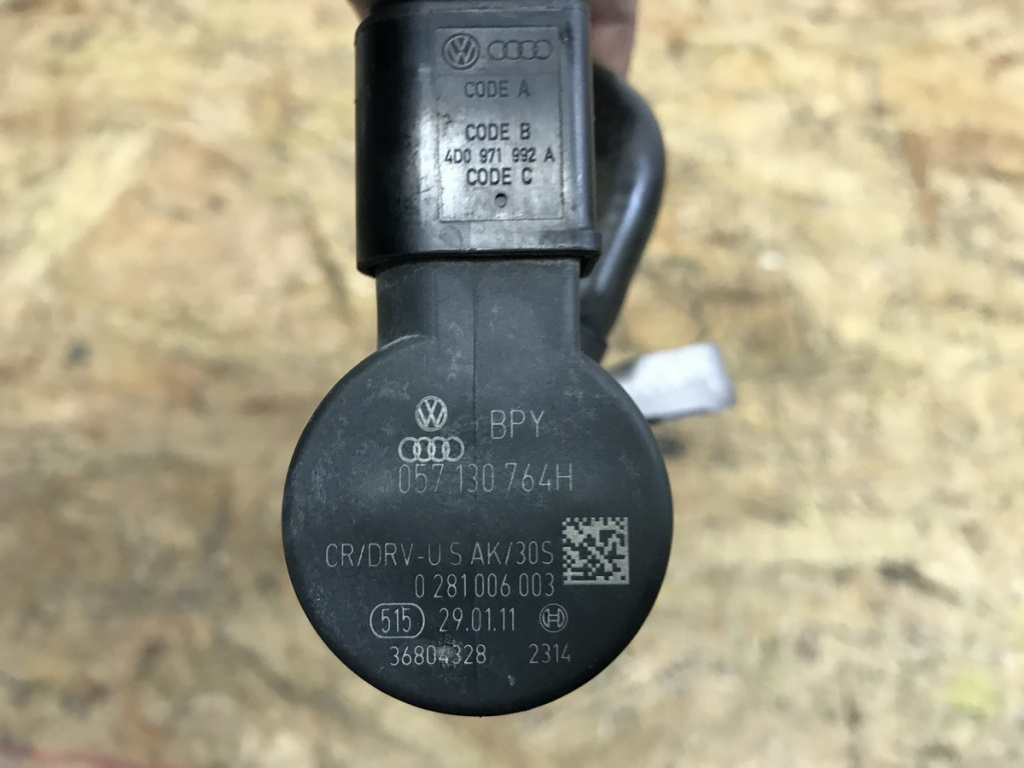 CODE A
CODE B
4D0 971 992 A
CODE C
BPY
057 130 764H
CR/DRV-U S AK/30S
0 281 006 003
515 29.01.11
36804328 2314